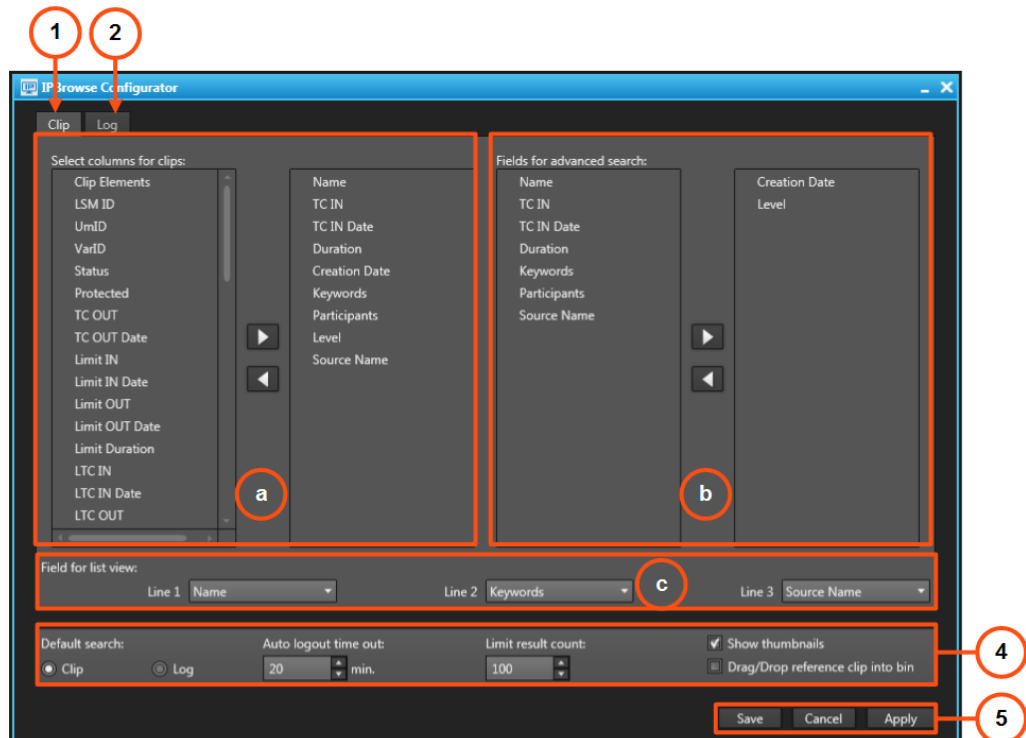 1
2
IPBrowse Configurator
Clip
Log
Select columns for clips:
Clip Elements
LSM ID
UmID
VarID
Status
Protected
TC OUT
TC OUT Date
Limit IN
Limit IN Date
Limit OUT
Limit OUT Date
Limit Duration
LTC IN
LTC IN Date
LTC OUT
a
Name
TC IN
TC IN Date
Duration
Creation Date
Keywords
Participants
Level
Source Name
Fields for advanced search:
Name
TC IN
TC IN Date
Duration
Keywords
Participants
Source Name
b
Creation Date
Level
Field for list view:
Line 1 Name
Line 2 Keywords
c
Line 3 Source Name
Default search:
Clip
Log
Auto logout time out:
20 min.
Limit result count:
100
Show thumbnails
Drag/Drop reference clip into bin
4
Save
Cancel
Apply
5